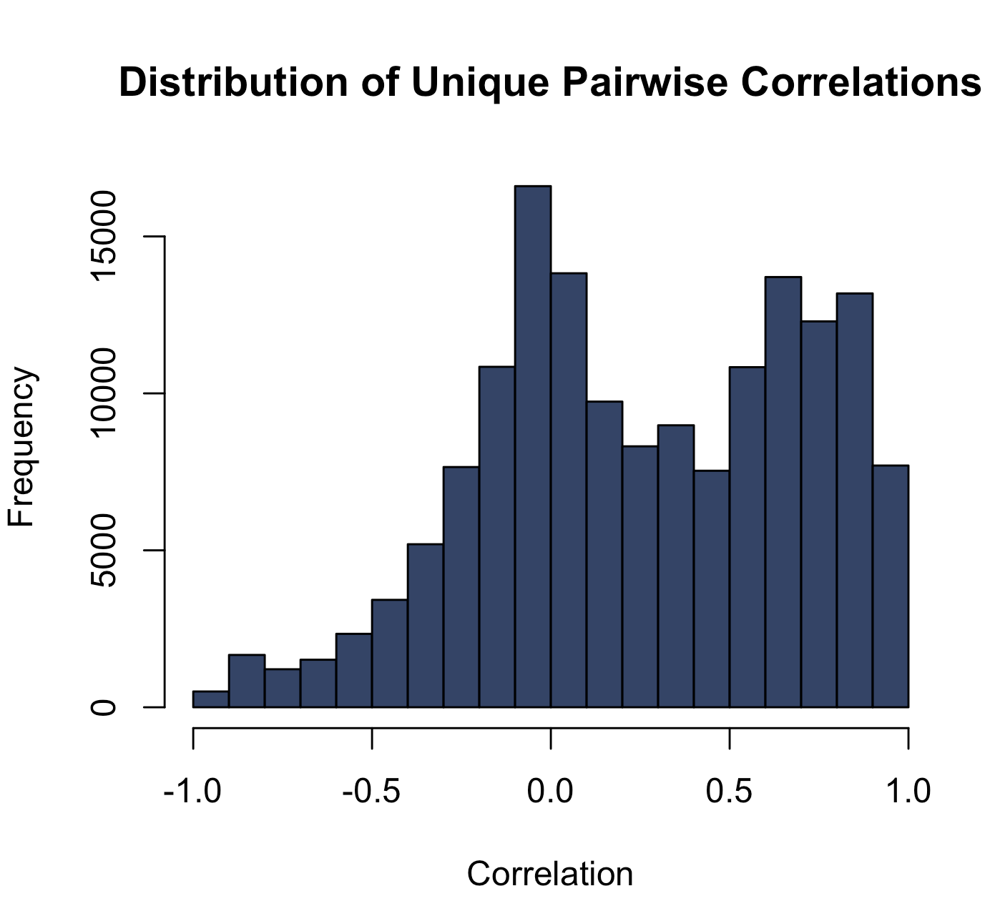 Distribution of Unique Pairwise Correlations
Frequency
15000
10000
5000
0
-1.0 -0.5 0.0 0.5 1.0
Correlation